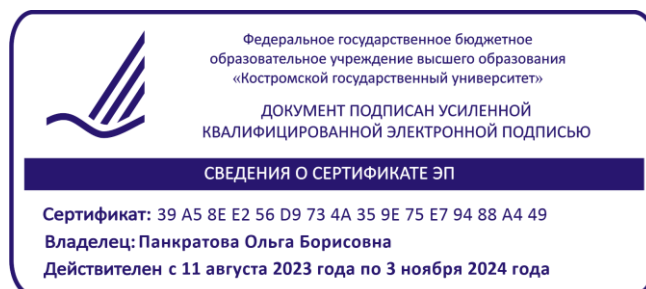 Федеральное государственное бюджетное
образовательное учреждение высшего образования
«Костромской государственный университет»
ДОКУМЕНТ ПОДПИСАН УСИЛЕННОЙ
КВАЛИФИЦИРОВАННОЙ ЭЛЕКТРОННОЙ ПОДПИСЬЮ
СВЕДЕНИЯ О СЕРТИФИКАТЕ ЭП
Сертификат: 39 A5 8E E2 56 D9 73 4A 35 9E 75 E7 94 88 A4 49
Владелец: Панкратова Ольга Борисовна
Действителен с 11 августа 2023 года по 3 ноября 2024 года